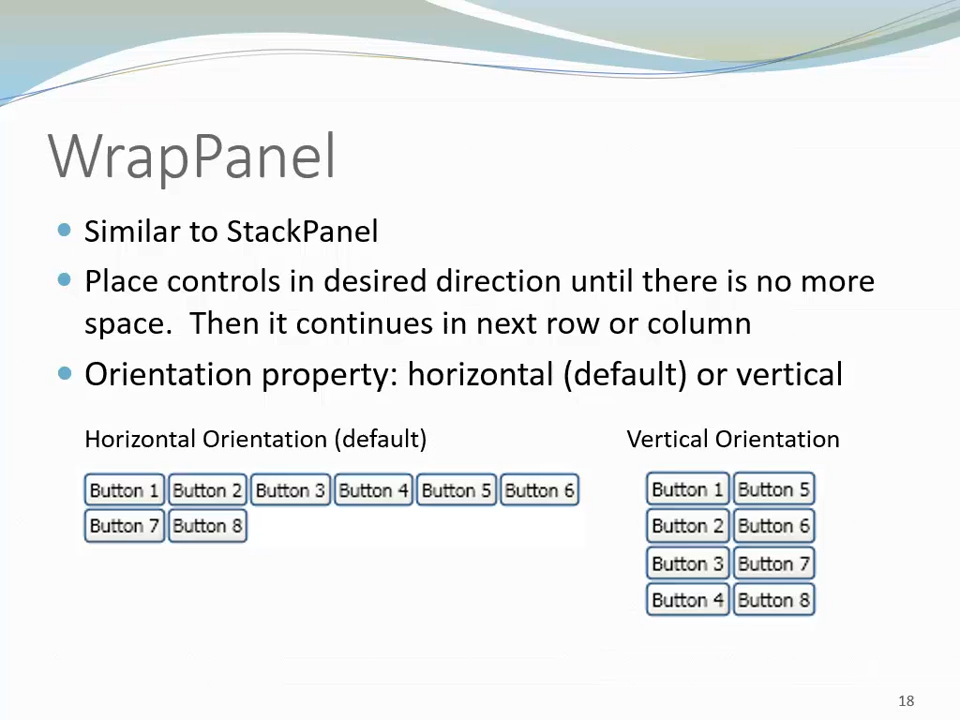 WrapPanel
Similar to StackPanel
Place controls in desired direction until there is no more
space.  Then it continues in next row or column
Orientation property: horizontal (default) or vertical
Horizontal Orientation (default)
Button 1 Button 2 Button 3 Button 4 Button 5 Button 6
Button 7 Button 8
Vertical Orientation
Button 1 Button 5
Button 2 Button 6
Button 3 Button 7
Button 4 Button 8
18